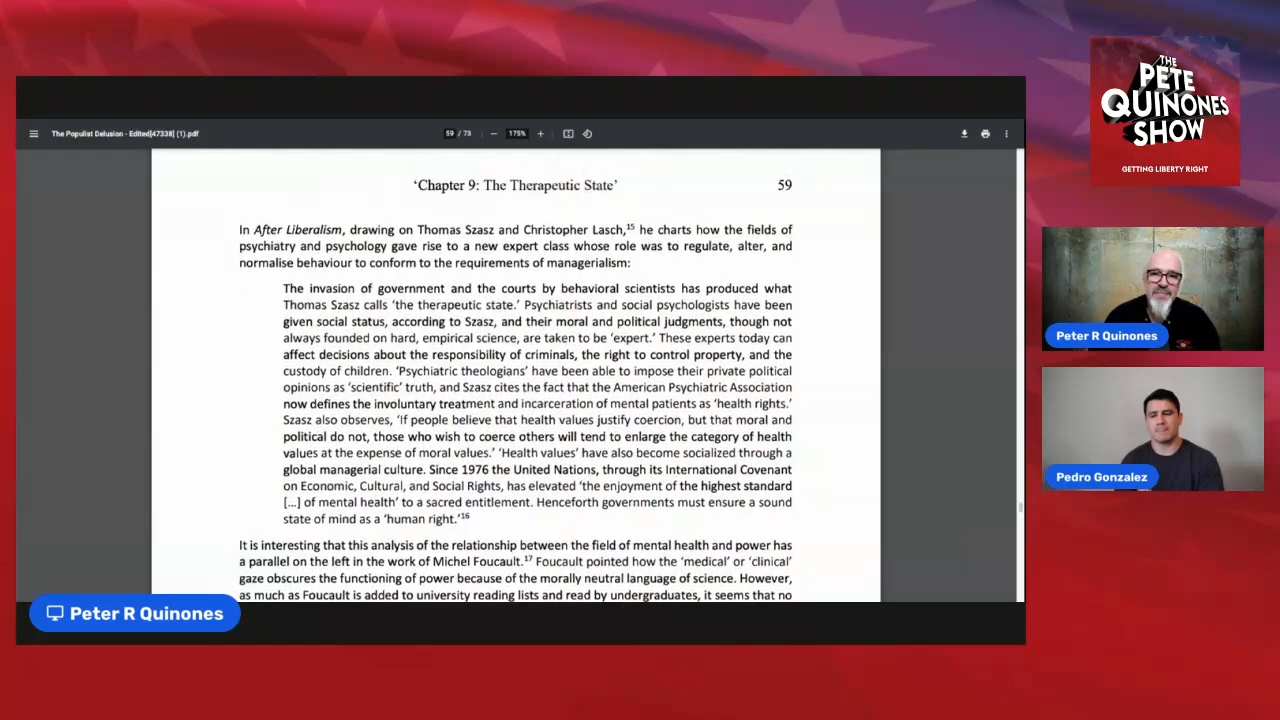 The Populist Delusion - Edited[47338] (1).pdf
59 / 73
175%
'Chapter 9: The Therapeutic State'
59
In After Liberalism, drawing on Thomas Szasz and Christopher Lasch,15 he charts how the fields of
psychiatry and psychology gave rise to a new expert class whose role was to regulate, alter, and
normalise behaviour to conform to the requirements of managerialism:
The invasion of government and the courts by behavioral scientists has produced what
Thomas Szasz calls 'the therapeutic state.' Psychiatrists and social psychologists have been
given social status, according to Szasz, and their moral and political judgments, though not
always founded on hard, empirical science, are taken to be 'expert.' These experts today can
affect decisions about the responsibility of criminals, the right to control property, and the
custody of children. 'Psychiatric theologians' have been able to impose their private political
opinions as 'scientific' truth, and Szasz cites the fact that the American Psychiatric Association
now defines the involuntary treatment and incarceration of mental patients as 'health rights.'
Szasz also observes, 'If people believe that health values justify coercion, but that moral and
political do not, those who wish to coerce others will tend to enlarge the category of health
values at the expense of moral values.' 'Health values' have also become socialized through a
global managerial culture. Since 1976 the United Nations, through its International Covenant
on Economic, Cultural, and Social Rights, has elevated 'the enjoyment of the highest standard
[...] of mental health' to a sacred entitlement. Henceforth governments must ensure a sound
state of mind as a 'human right.'16
It is interesting that this analysis of the relationship between the field of mental health and power has
a parallel on the left in the work of Michel Foucault.17 Foucault pointed how the 'medical' or 'clinical'
gaze obscures the functioning of power because of the morally neutral language of science. However,
as much as Foucault is added to university reading lists and read by undergraduates, it seems that no
Peter R Quinones
THE
PETE
QUINONES
SHOW
GETTING LIBERTY RIGHT
Peter R Quinones
Pedro Gonzalez